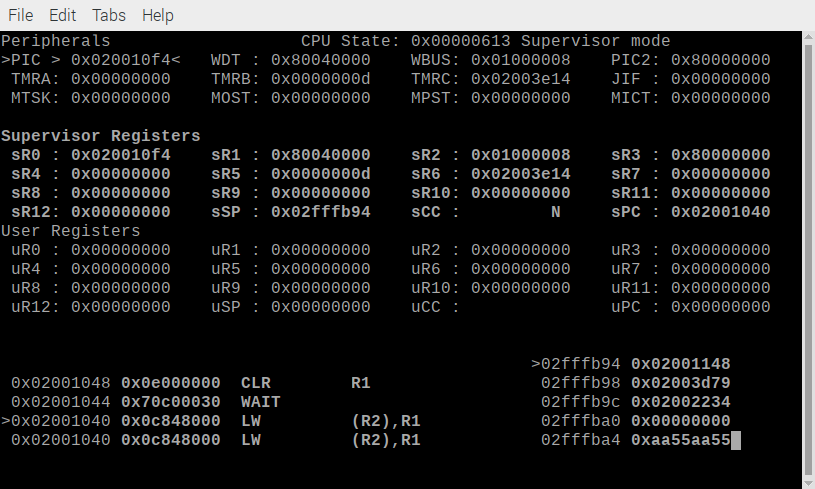 File Edit Tabs Help
Peripherals CPU State: 0x00000613 Supervisor mode
>PIC > 0x020010f4< WDT : 0x80040000 WBUS: 0x01000008 PIC2: 0x80000000
TMRA: 0x00000000 TMRB: 0x0000000d TMRC: 0x02003e14 JIF : 0x00000000
MTSK: 0x00000000 MOST: 0x00000000 MPST: 0x00000000 MICT: 0x00000000
Supervisor Registers
sR0 : 0x020010f4 sR1 : 0x80040000 sR2 : 0x01000008 sR3 : 0x80000000
sR4 : 0x00000000 sR5 : 0x0000000d sR6 : 0x02003e14 sR7 : 0x00000000
sR8 : 0x00000000 sR9 : 0x00000000 sR10: 0x00000000 sR11: 0x00000000
sR12: 0x00000000 sSP : 0x02fffb94 sCC : N sPC : 0x02001040
User Registers
uR0 : 0x00000000 uR1 : 0x00000000 uR2 : 0x00000000 uR3 : 0x00000000
uR4 : 0x00000000 uR5 : 0x00000000 uR6 : 0x00000000 uR7 : 0x00000000
uR8 : 0x00000000 uR9 : 0x00000000 uR10: 0x00000000 uR11: 0x00000000
uR12: 0x00000000 uSP : 0x00000000 uCC : uPC : 0x00000000
>02fffb94 0x02001148
0x02001048 0x0e000000 CLR R1 02fffb98 0x02003d79
0x02001044 0x70c00030 WAIT 02fffb9c 0x02002234
>0x02001040 0x0c848000 LW (R2),R1 02fffba0 0x00000000
0x02001040 0x0c848000 LW (R2),R1 02fffba4 0xaa55aa55